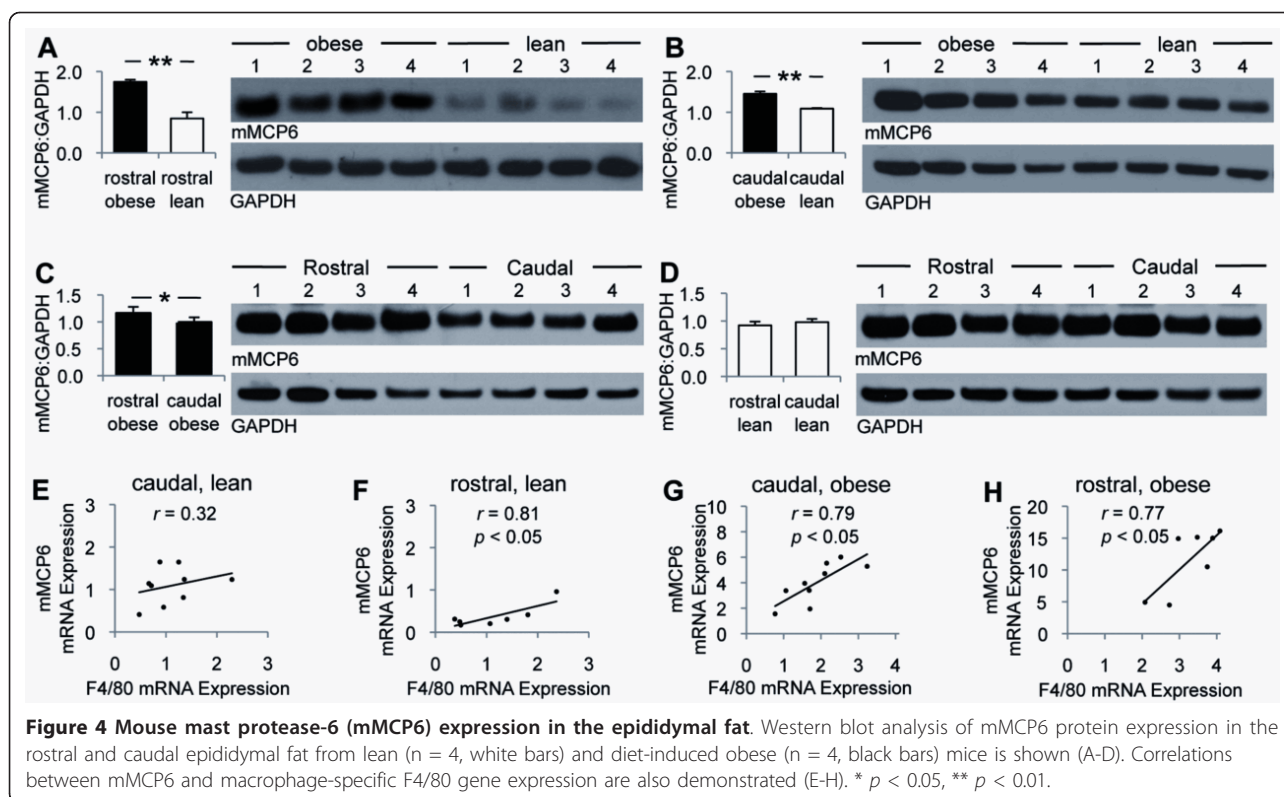 A
**
obese
lean
1 2 3 4 1 2 3 4
2.0
1.0
0.0
mMCP6:GAPDH
rostral obese
rostral lean
mMCP6
GAPDH
B
**
obese
lean
1 2 3 4 1 2 3 4
2.0
1.0
0.0
mMCP6:GAPDH
caudal obese
caudal lean
mMCP6
GAPDH
C
*
Rostral
Caudal
1 2 3 4 1 2 3 4
1.5
1.0
0.5
0.0
mMCP6:GAPDH
rostral obese
caudal obese
mMCP6
GAPDH
D
Rostral
Caudal
1 2 3 4 1 2 3 4
1.5
1.0
0.5
0.0
mMCP6:GAPDH
rostral lean
caudal lean
mMCP6
GAPDH
E
caudal, lean
r = 0.32
3
2
1
0
mMCP6
mRNA Expression
0 1 2 3
F4/80 mRNA Expression
F
rostral, lean
r = 0.81
p < 0.05
3
2
1
0
mMCP6
mRNA Expression
0 1 2 3
F4/80 mRNA Expression
G
caudal, obese
r = 0.79
p < 0.05
10
8
6
4
2
0
mMCP6
mRNA Expression
0 1 2 3 4
F4/80 mRNA Expression
H
rostral, obese
r = 0.77
p < 0.05
20
15
10
5
0
mMCP6
mRNA Expression
0 1 2 3 4
F4/80 mRNA Expression
Figure 4 Mouse mast protease-6 (mMCP6) expression in the epididymal fat. Western blot analysis of mMCP6 protein expression in the
rostral and caudal epididymal fat from lean (n = 4, white bars) and diet-induced obese (n = 4, black bars) mice is shown (A-D). Correlations
between mMCP6 and macrophage-specific F4/80 gene expression are also demonstrated (E-H). * p < 0.05, ** p < 0.01.